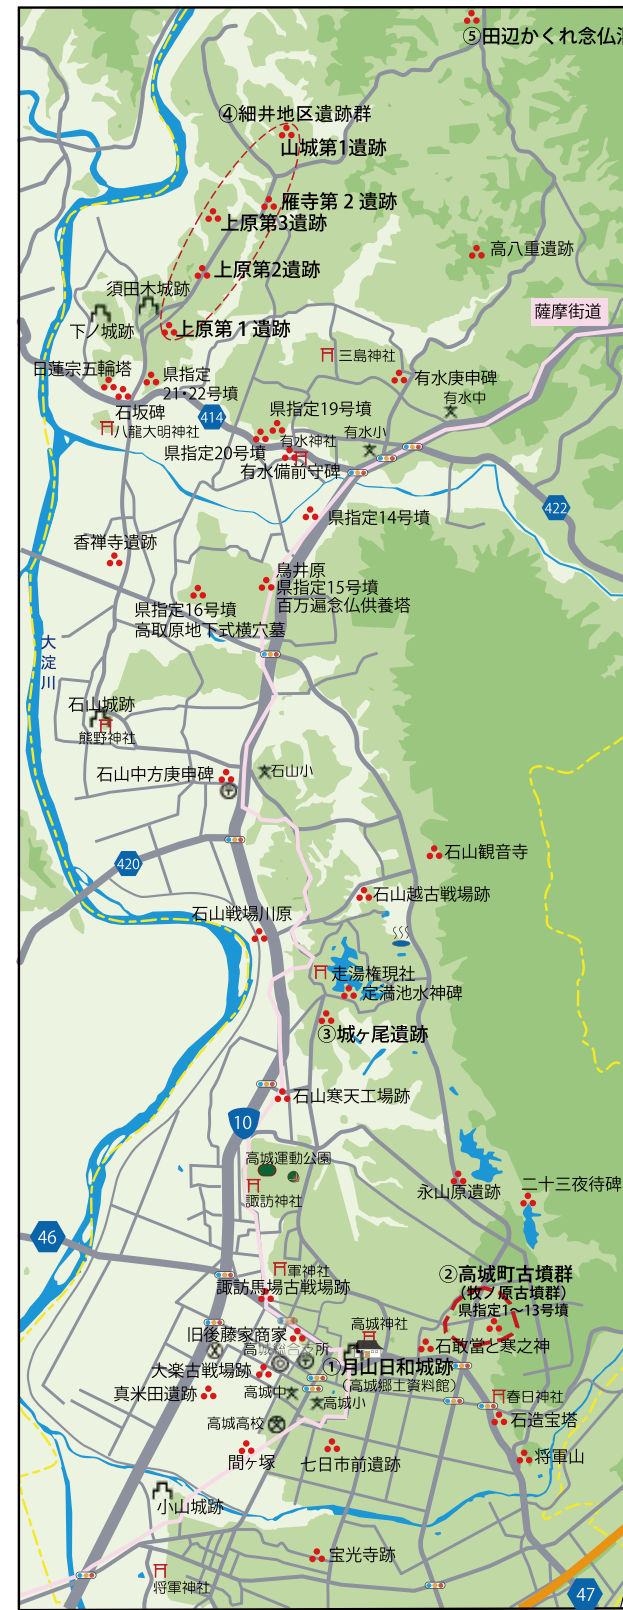 ⑤田辺かくれ念仏洞
④細井地区遺跡群
山城第1遺跡
雁寺第2遺跡
上原第3遺跡
高八重遺跡
上原第2遺跡
須田木城跡
薩摩街道
下ノ城跡
上原第1遺跡
三島神社
日蓮宗五輪塔
県指定
21・22号墳
有水庚申碑
有水中
石坂碑
414
県指定19号墳
八龍大明神社
有水神社
有水小
県指定20号墳
有水備前守碑
422
県指定14号墳
香禅寺遺跡
鳥井原
県指定15号墳
百万遍念仏供養塔
県指定16号墳
高取原地下式横穴墓
大淀川
石山城跡
熊野神社
石山中方庚申碑
石山小
420
石山観音寺
石山越古戦場跡
石山戦場川原
走湯権現社
定満池水神碑
③城ヶ尾遺跡
石山寒天工場跡
10
高城運動公園
諏訪神社
永山原遺跡
二十三夜待碑
46
軍神社
②高城町古墳群
(牧ノ原古墳群)
県指定1〜13号墳
諏訪馬場古戦場跡
高城神社
旧後藤家商家
高城総合支所
石敢當と寒之神
①月山日和城跡
(高城郷土資料館)
大楽古戦場跡
真米田遺跡
高城中
高城小
春日神社
高城高校
石造宝塔
間ヶ塚
七日市前遺跡
将軍山
小山城跡
宝光寺跡
将軍神社
47